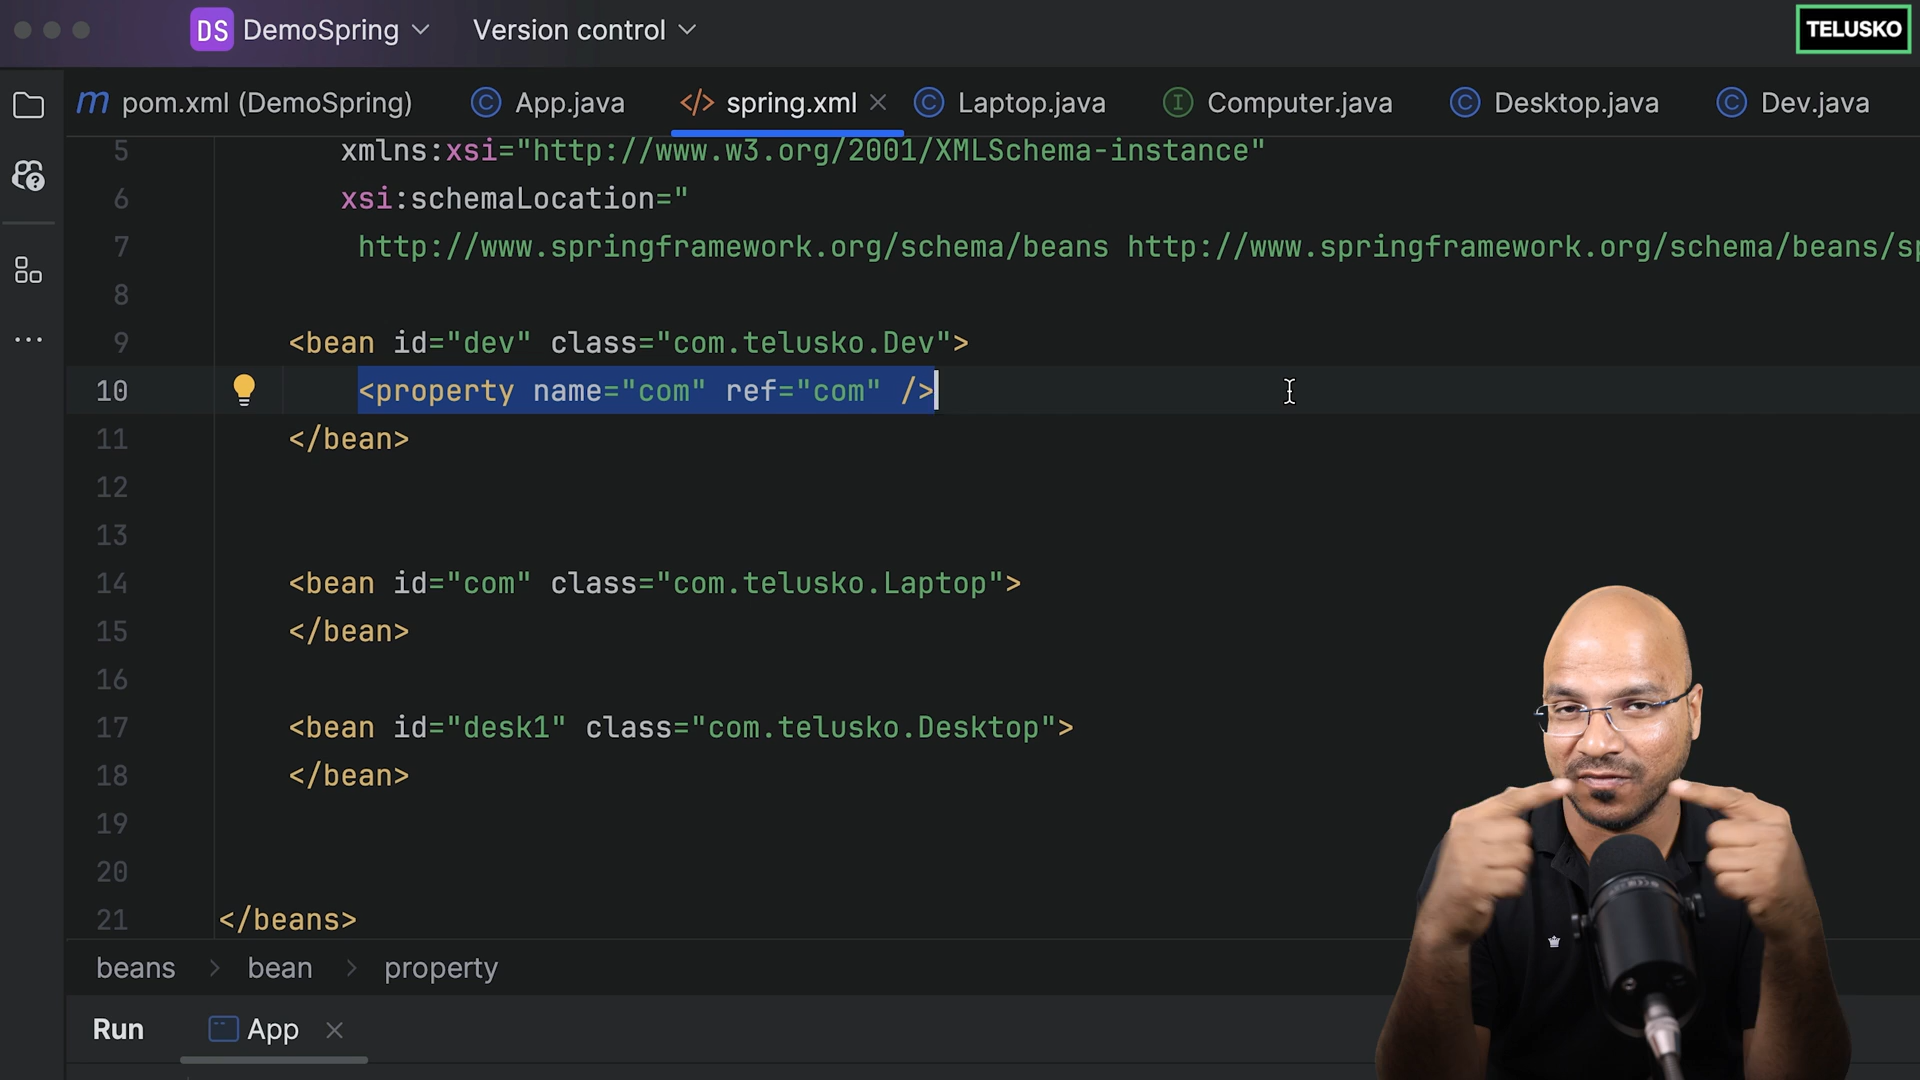 DS DemoSpring Version control TELUSKO
pom.xml (DemoSpring) App.java spring.xml Laptop.java Computer.java Desktop.java Dev.java
5 xmlns:xsi="http://www.w3.org/2001/XMLSchema-instance"
6 xsi:schemaLocation="
7 http://www.springframework.org/schema/beans http://www.springframework.org/schema/beans/sp
8
9 <bean id="dev" class="com.telusko.Dev">
10 <property name="com" ref="com" />
11 </bean>
12
13
14 <bean id="com" class="com.telusko.Laptop">
15 </bean>
16
17 <bean id="desk1" class="com.telusko.Desktop">
18 </bean>
19
20
21 </beans>
beans > bean > property
Run App